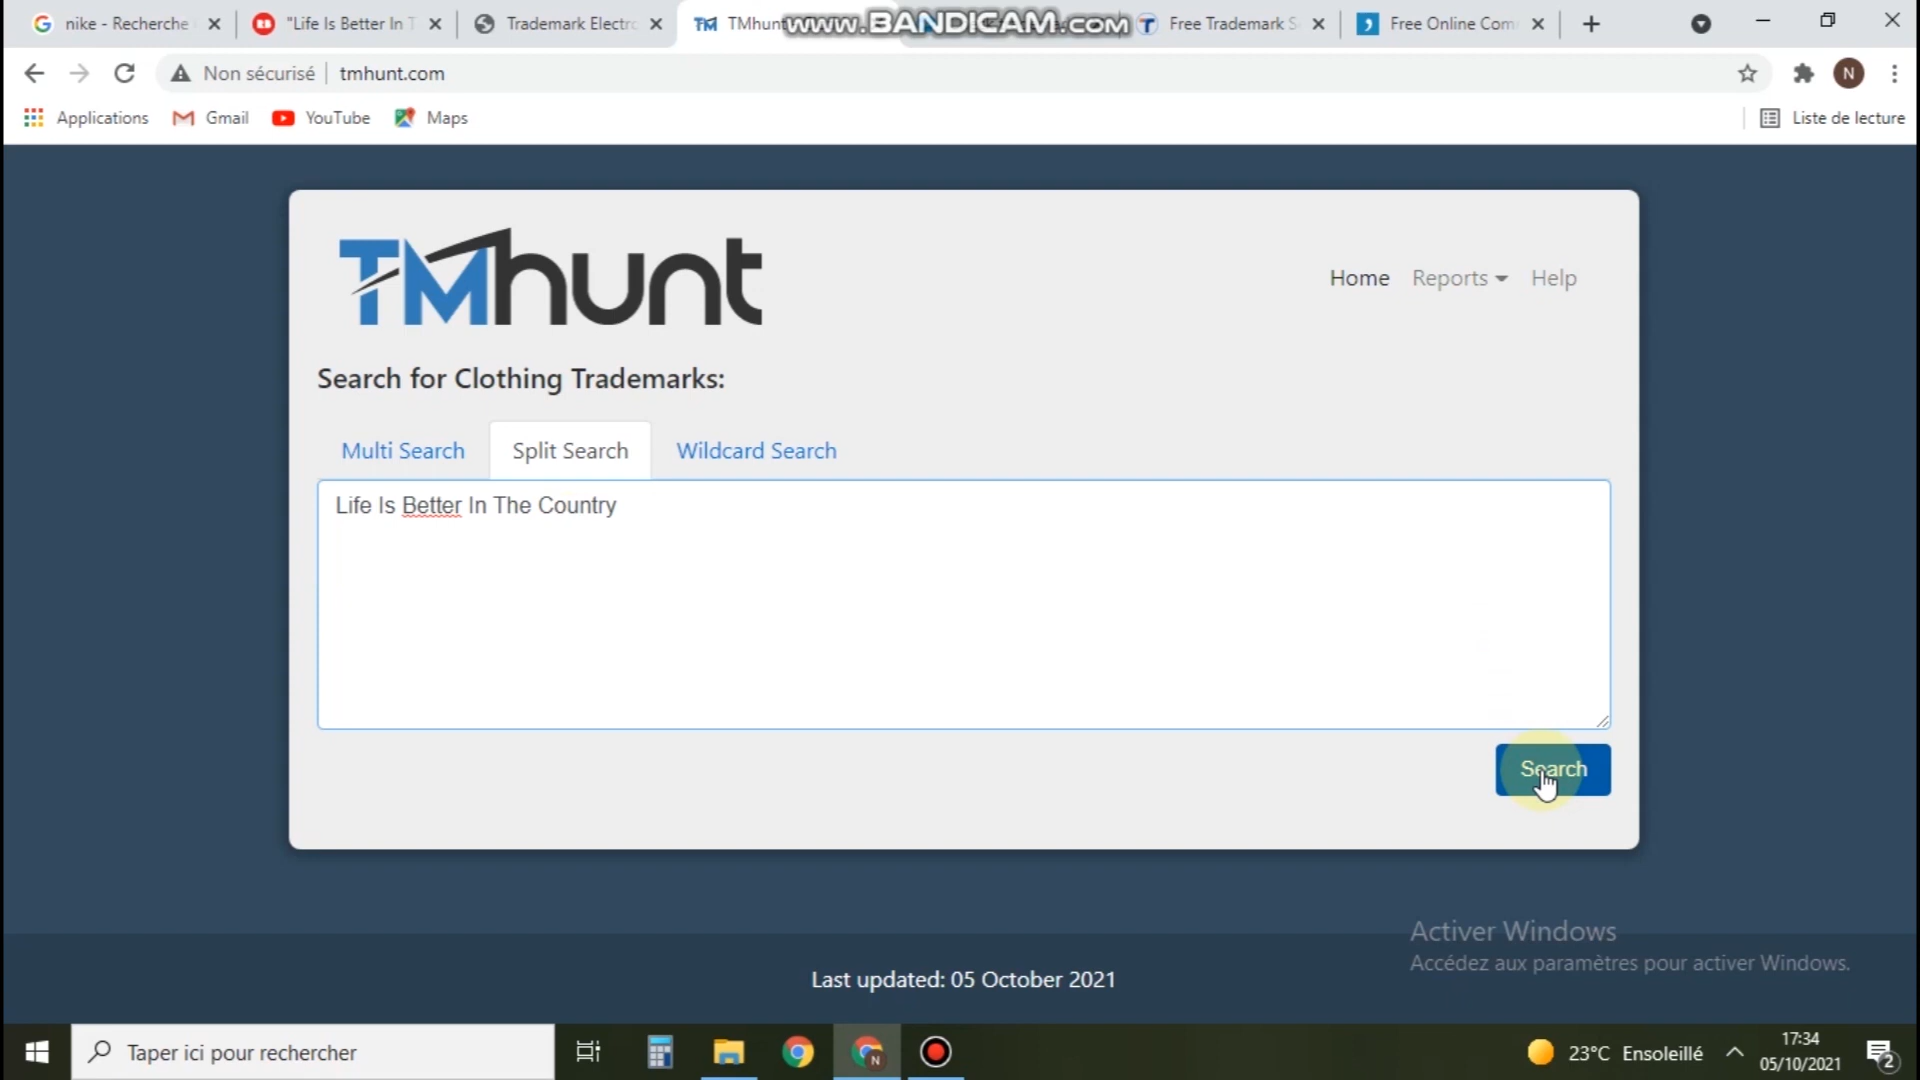 nike - Recherche
"Life Is Better In T
Trademark Electro
TMhunt
www.BANDICAM.com
Free Trademark S
Free Online Com
Non sécurisé
tmhunt.com
N
Applications
Gmail
YouTube
Maps
Liste de lecture
TMhunt
Home
Reports
Help
Search for Clothing Trademarks:
Multi Search
Split Search
Wildcard Search
Life Is Better In The Country
Search
Activer Windows
Accédez aux paramètres pour activer Windows.
Last updated: 05 October 2021
Taper ici pour rechercher
N
23°C Ensoleillé
17:34
05/10/2021
2